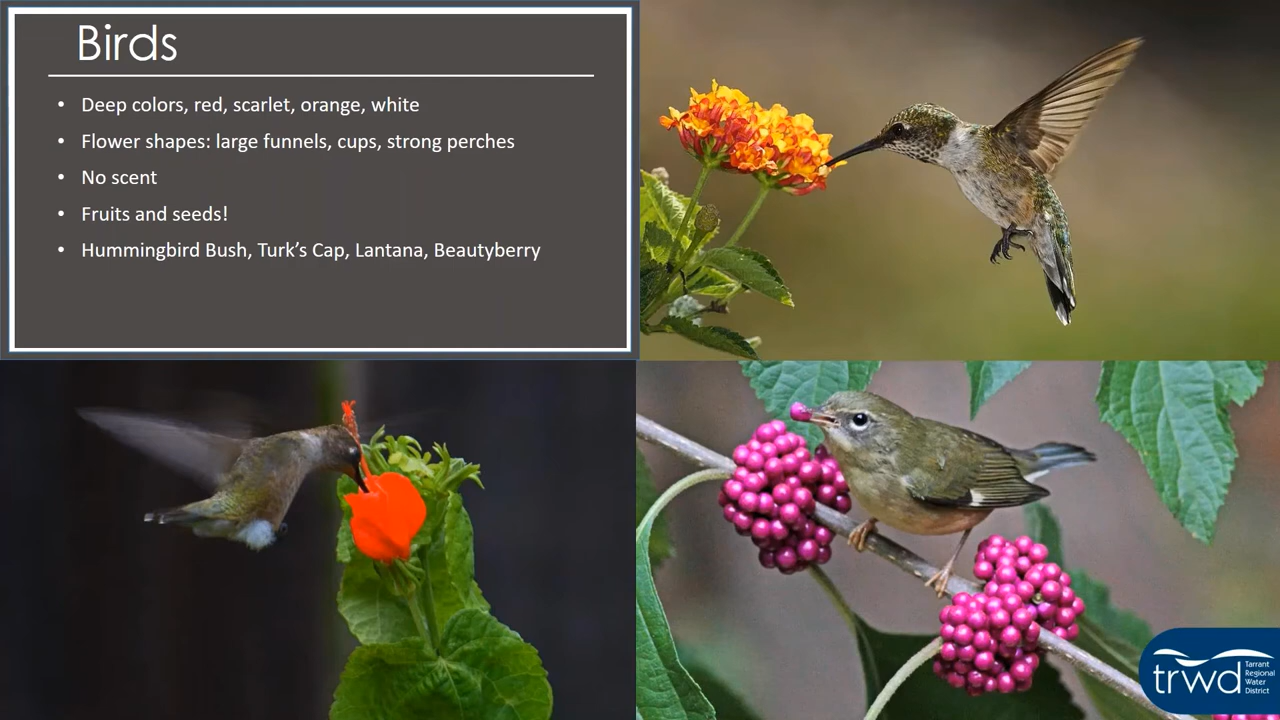 Birds
• Deep colors, red, scarlet, orange, white
• Flower shapes: large funnels, cups, strong perches
• No scent
• Fruits and seeds!
• Hummingbird Bush, Turk’s Cap, Lantana, Beautyberry
trwd
Tarrant
Regional
Water
District